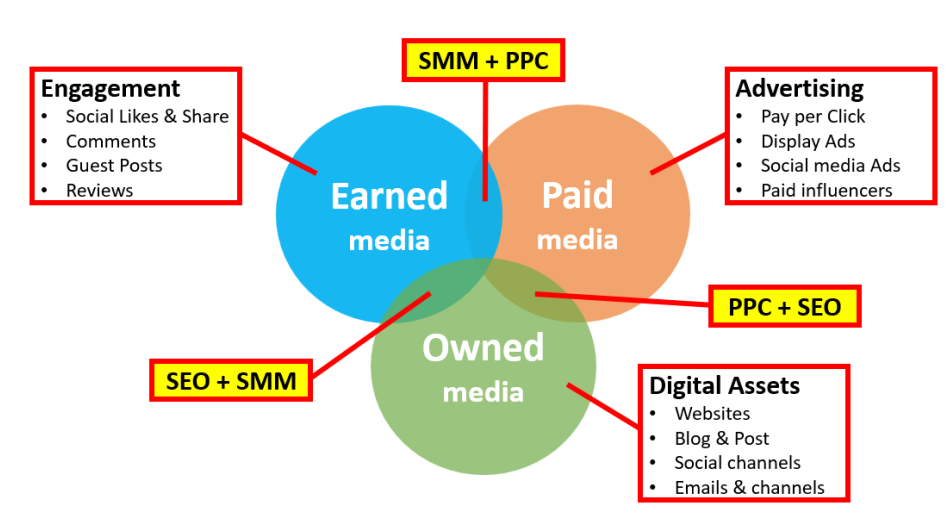 SMM + PPC
Engagement
• Social Likes & Share
• Comments
• Guest Posts
• Reviews
Advertising
• Pay per Click
• Display Ads
• Social media Ads
• Paid influencers
Earned
media
Paid
media
PPC + SEO
Owned
media
SEO + SMM
Digital Assets
• Websites
• Blog & Post
• Social channels
• Emails & channels